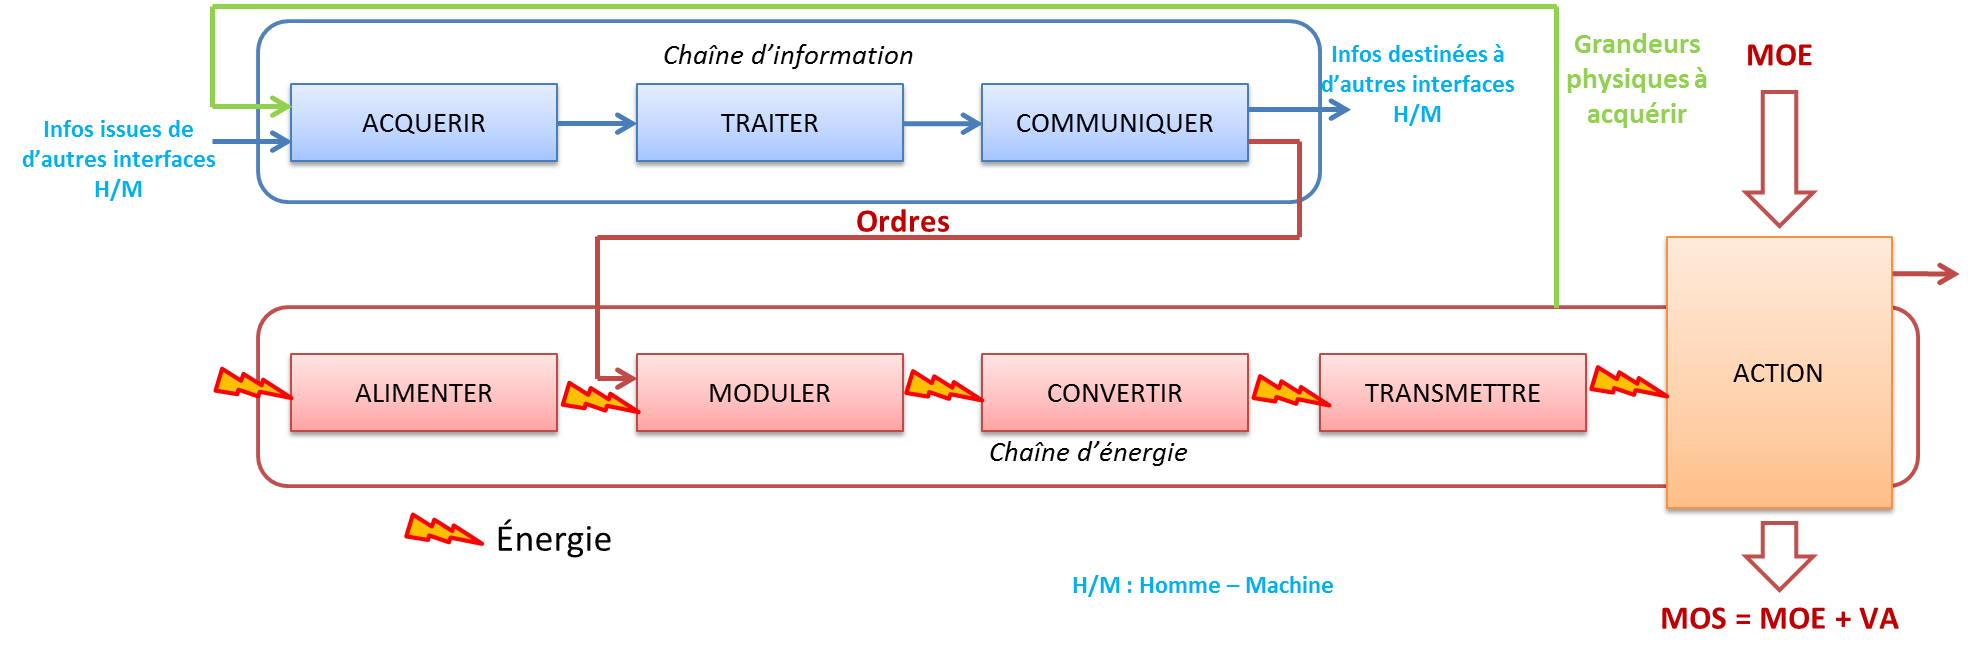 Chaîne d’information
Infos issues de
d’autres interfaces
H/M
ACQUERIR
TRAITER
COMMUNIQUER
Infos destinées à
d’autres interfaces
H/M
Grandeurs
physiques à
acquérir
MOE
Ordres
ALIMENTER
MODULER
CONVERTIR
TRANSMETTRE
ACTION
Chaîne d’énergie
Énergie
H/M : Homme – Machine
MOS = MOE + VA